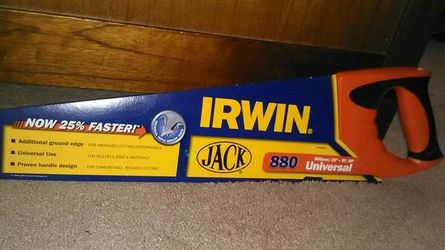 NOW 25% FASTER!*
IRWIN®
• Additional ground edge FOR IMPROVED CUTTING PERFORMANCE
• Universal Use FOR MULTIPLE JOBS & MATERIALS
• Proven handle design FOR COMFORTABLE, RELIABLE CUTTING
JACK
880
Universal